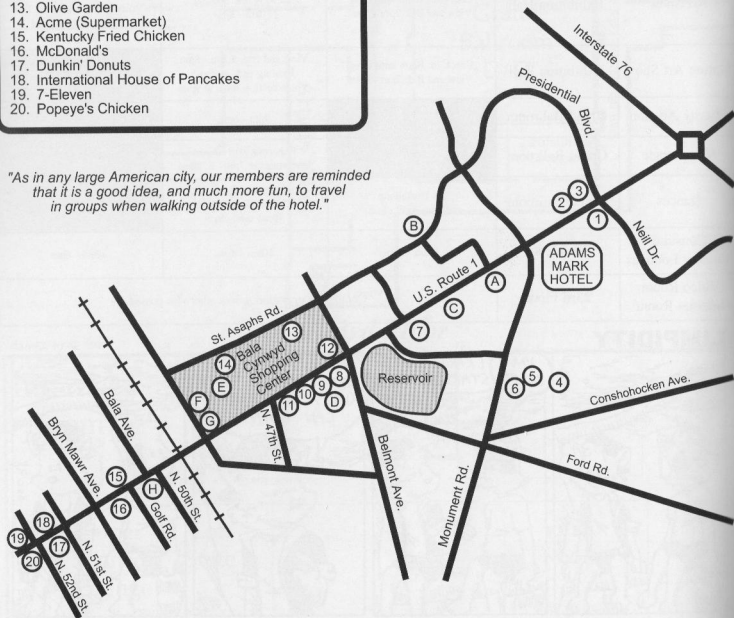 13. Olive Garden
14. Acme (Supermarket)
15. Kentucky Fried Chicken
16. McDonald's
17. Dunkin' Donuts
18. International House of Pancakes
19. 7-Eleven
20. Popeye's Chicken
"As in any large American city, our members are reminded
that it is a good idea, and much more fun, to travel
in groups when walking outside of the hotel."
Interstate 76
Presidential
Blvd.
3
2
1
Neill Dr.
B
ADAMS
MARK
HOTEL
U.S. Route 1
A
C
7
St. Asaphs Rd.
13
12
14
Bala
Cynwyd
Shopping
Center
E
F
G
8
9
10
11
D
Reservoir
5
4
6
Conshohocken Ave.
Ford Rd.
N. 47th St.
Belmont Ave.
Monument Rd.
Bala Ave.
Bryn Mawr Ave.
15
H
16
Golf Rd.
N. 50th St.
18
19
17
20
N. 51st St.
N. 52nd St.